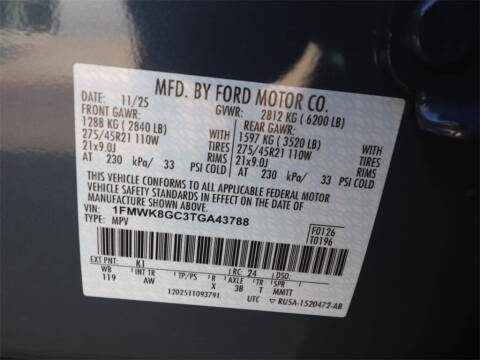 MFD. BY FORD MOTOR CO.
DATE 11/25 GVWR: 2812 KG ( 6200 LB)
FRONT GAWR: REAR GAWR:
1288 KG ( 2840 LB) 1597 KG ( 3520 LB)
275/45R21 110W TIRES 275/45R21 110W TIRES
21x9.0J RIMS 21x9.0J RIMS
AT 230 kPa/ 33 PSI COLD AT 230 kPa/ 33 PSI COLD
THIS VEHICLE CONFORMS TO ALL APPLICABLE FEDERAL MOTOR
VEHICLE SAFETY AND THEFT PREVENTION STANDARDS IN EFFECT ON THE DATE OF
MANUFACTURE SHOWN ABOVE.
VIN: 1FMWK8GC3TGA43788
TYPE: MPV
F0126
T0196
EXT PNT: K1 RC: 24 DSO:
WB INT TR TP/PS R AXLE TR SPR
119 AW X 3B T MMTT
1202511093791 UTC ▽ RU5A-1520472-AB